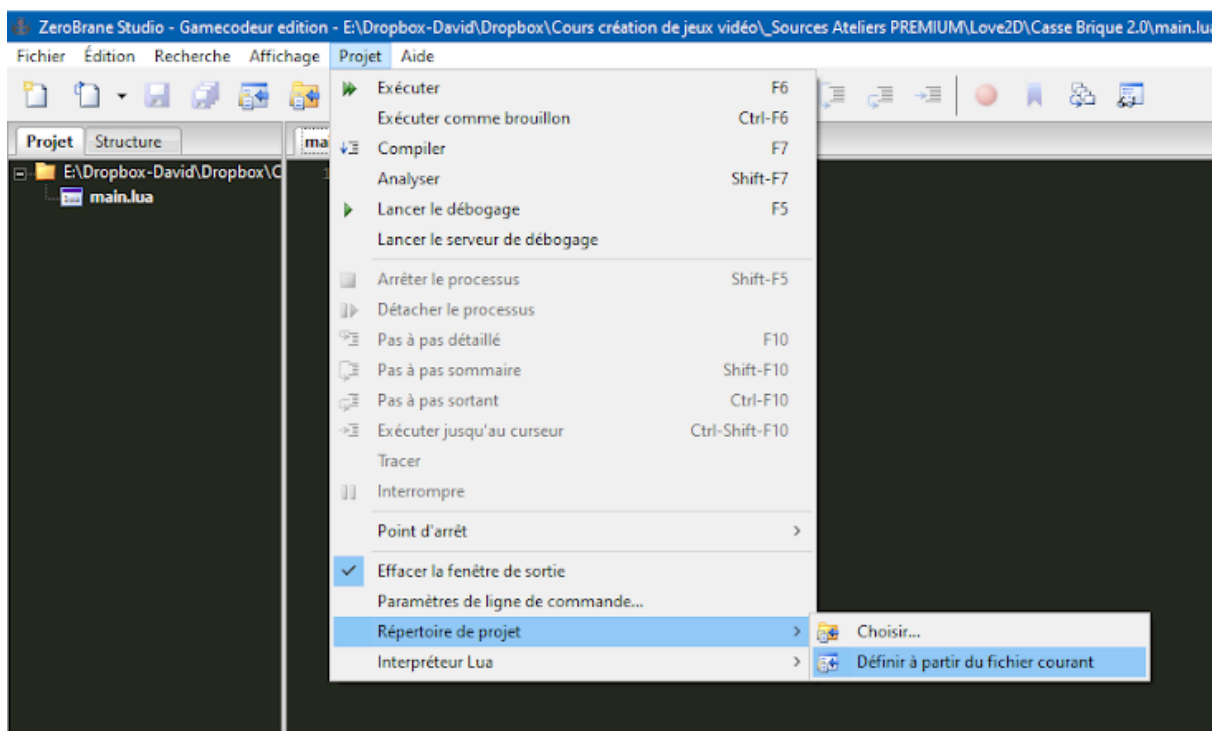 ZeroBrane Studio - Gamecodeur edition - E:\Dropbox-David\Dropbox\Cours création de jeux vidéo\_Sources Ateliers PREMIUM\Love2D\Casse Brique 2.0\main.lua
Fichier Édition Recherche Affichage Projet Aide
Projet Structure ma
E:\Dropbox-David\Dropbox\C
main.lua
1
Exécuter F6
Exécuter comme brouillon Ctrl-F6
Compiler F7
Analyser Shift-F7
Lancer le débogage F5
Lancer le serveur de débogage
Arrêter le processus Shift-F5
Détacher le processus
Pas à pas détaillé F10
Pas à pas sommaire Shift-F10
Pas à pas sortant Ctrl-F10
Exécuter jusqu'au curseur Ctrl-Shift-F10
Tracer
Interrompre
Point d'arrêt
Effacer la fenêtre de sortie
Paramètres de ligne de commande...
Répertoire de projet
Interpréteur Lua
Choisir...
Définir à partir du fichier courant